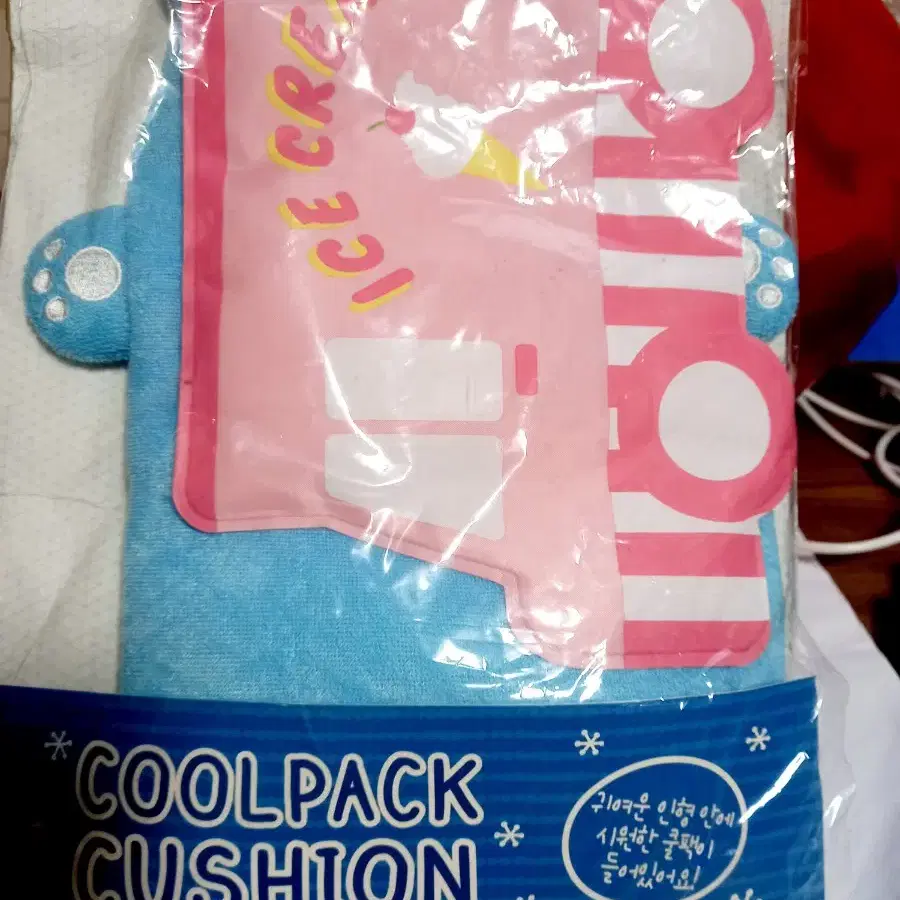 ICE CREA
COOLPACK
CUSHION
귀여운 인형 안에
시원한 쿨팩이
들어있어요!